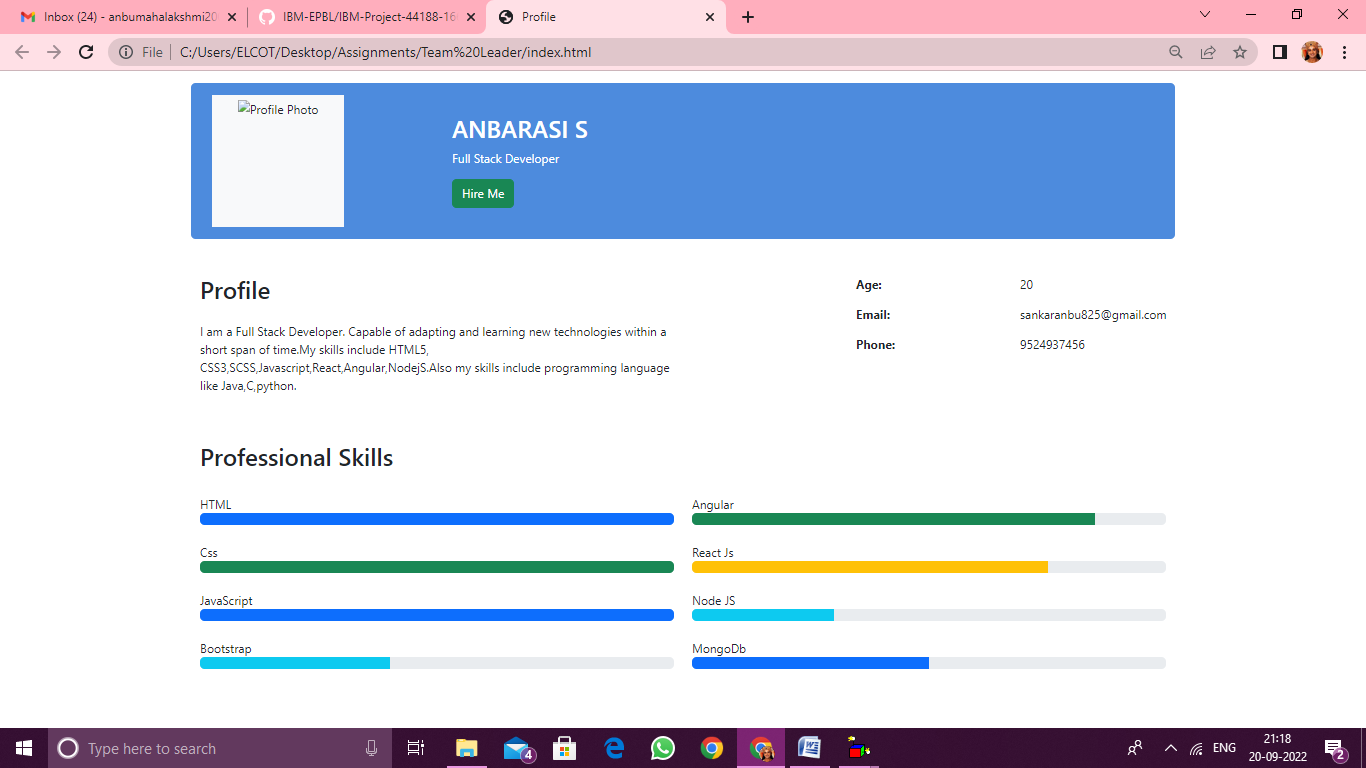 Inbox (24) - anbumahalakshmi20
IBM-EPBL/IBM-Project-44188-16
Profile
File
C:/Users/ELCOT/Desktop/Assignments/Team%20Leader/index.html
Profile Photo
ANBARASI S
Full Stack Developer
Hire Me
Profile
I am a Full Stack Developer. Capable of adapting and learning new technologies within a
short span of time.My skills include HTML5,
CSS3,SCSS,Javascript,React,Angular,NodejS.Also my skills include programming language
like Java,C,python.
Age: 20
Email: sankaranbu825@gmail.com
Phone: 9524937456
Professional Skills
HTML
Angular
Css
React Js
JavaScript
Node JS
Bootstrap
MongoDb
Type here to search
4
W
ENG
21:18
20-09-2022
2